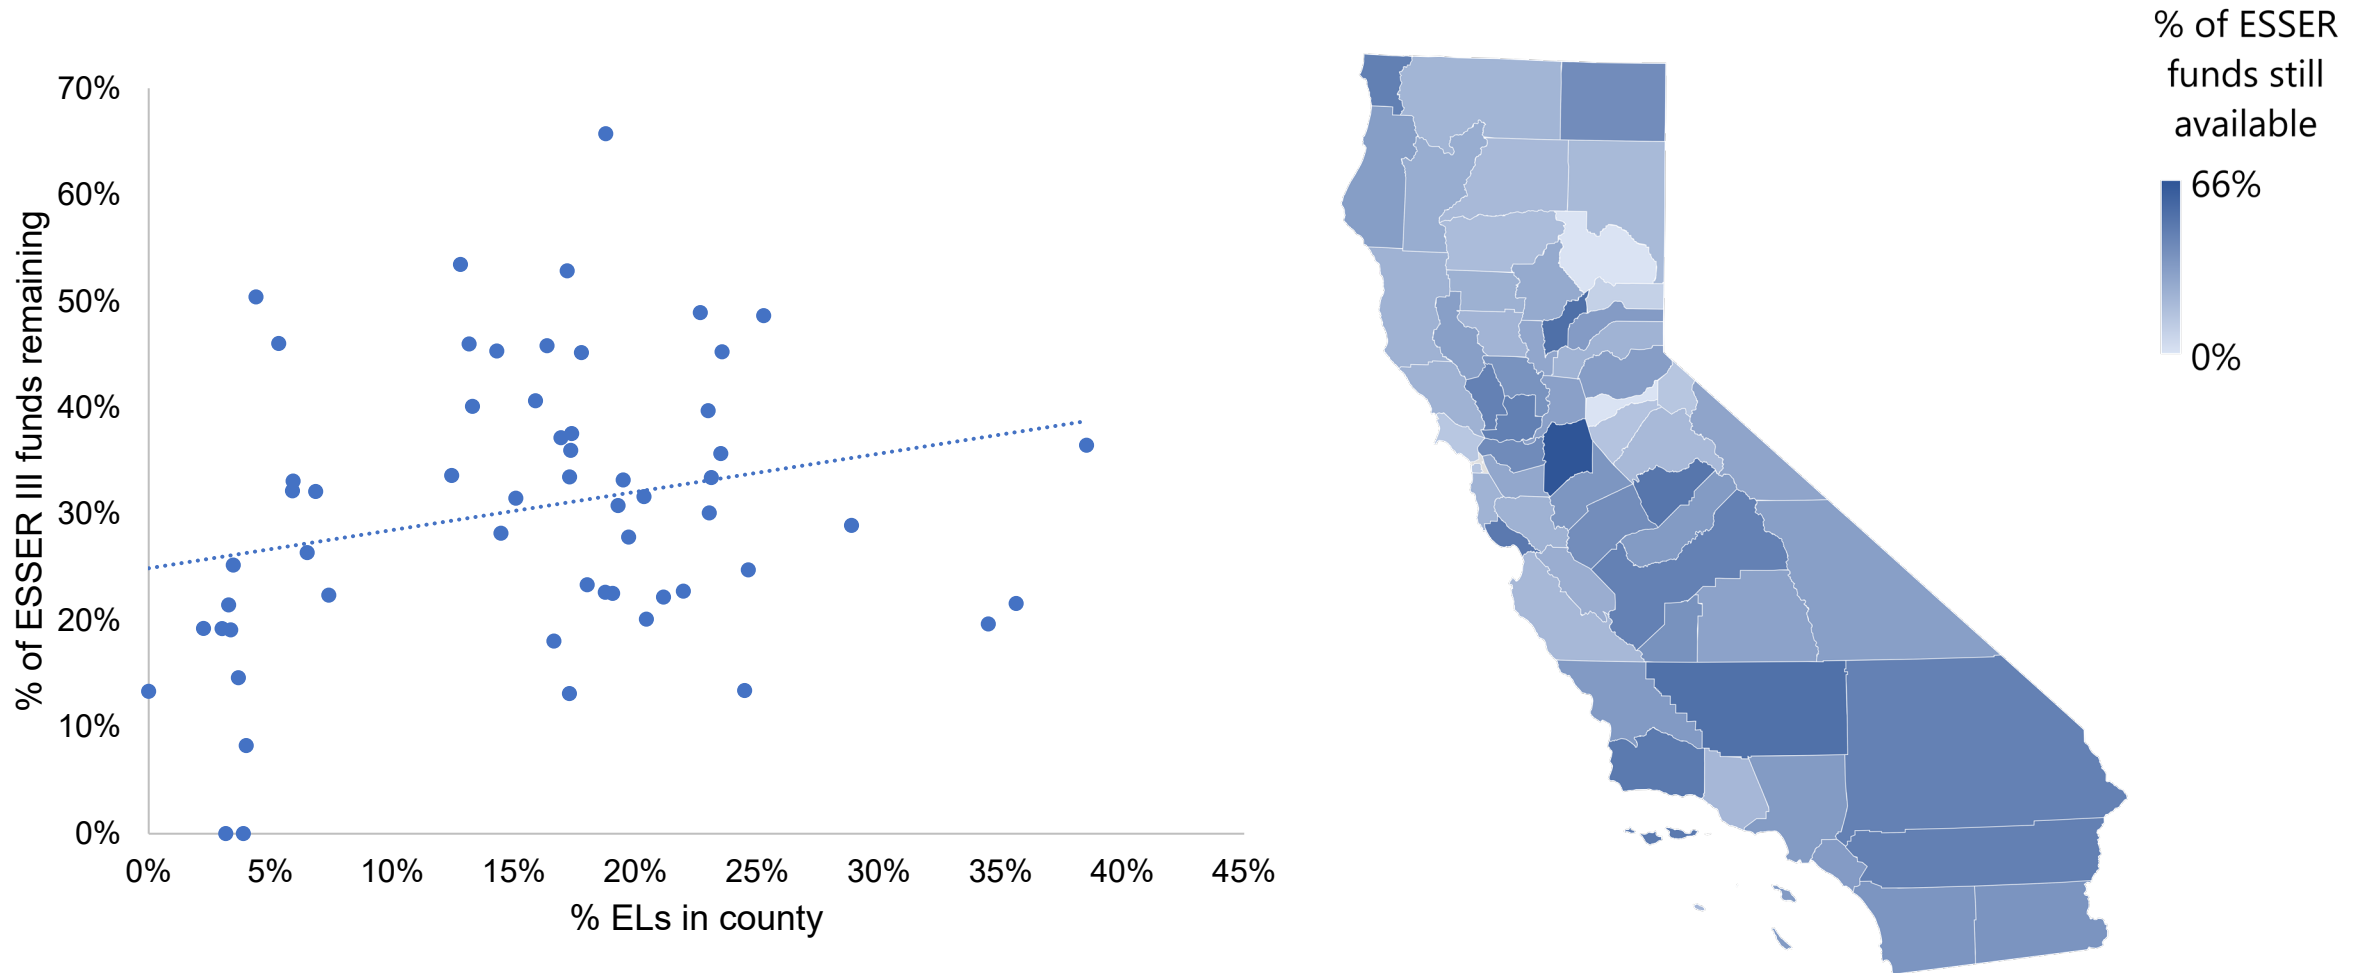 % of ESSER
funds still
available
66%
0%
70%
60%
50%
40%
30%
20%
10%
0%
% of ESSER III funds remaining
0% 5% 10% 15% 20% 25% 30% 35% 40% 45%
% ELs in county